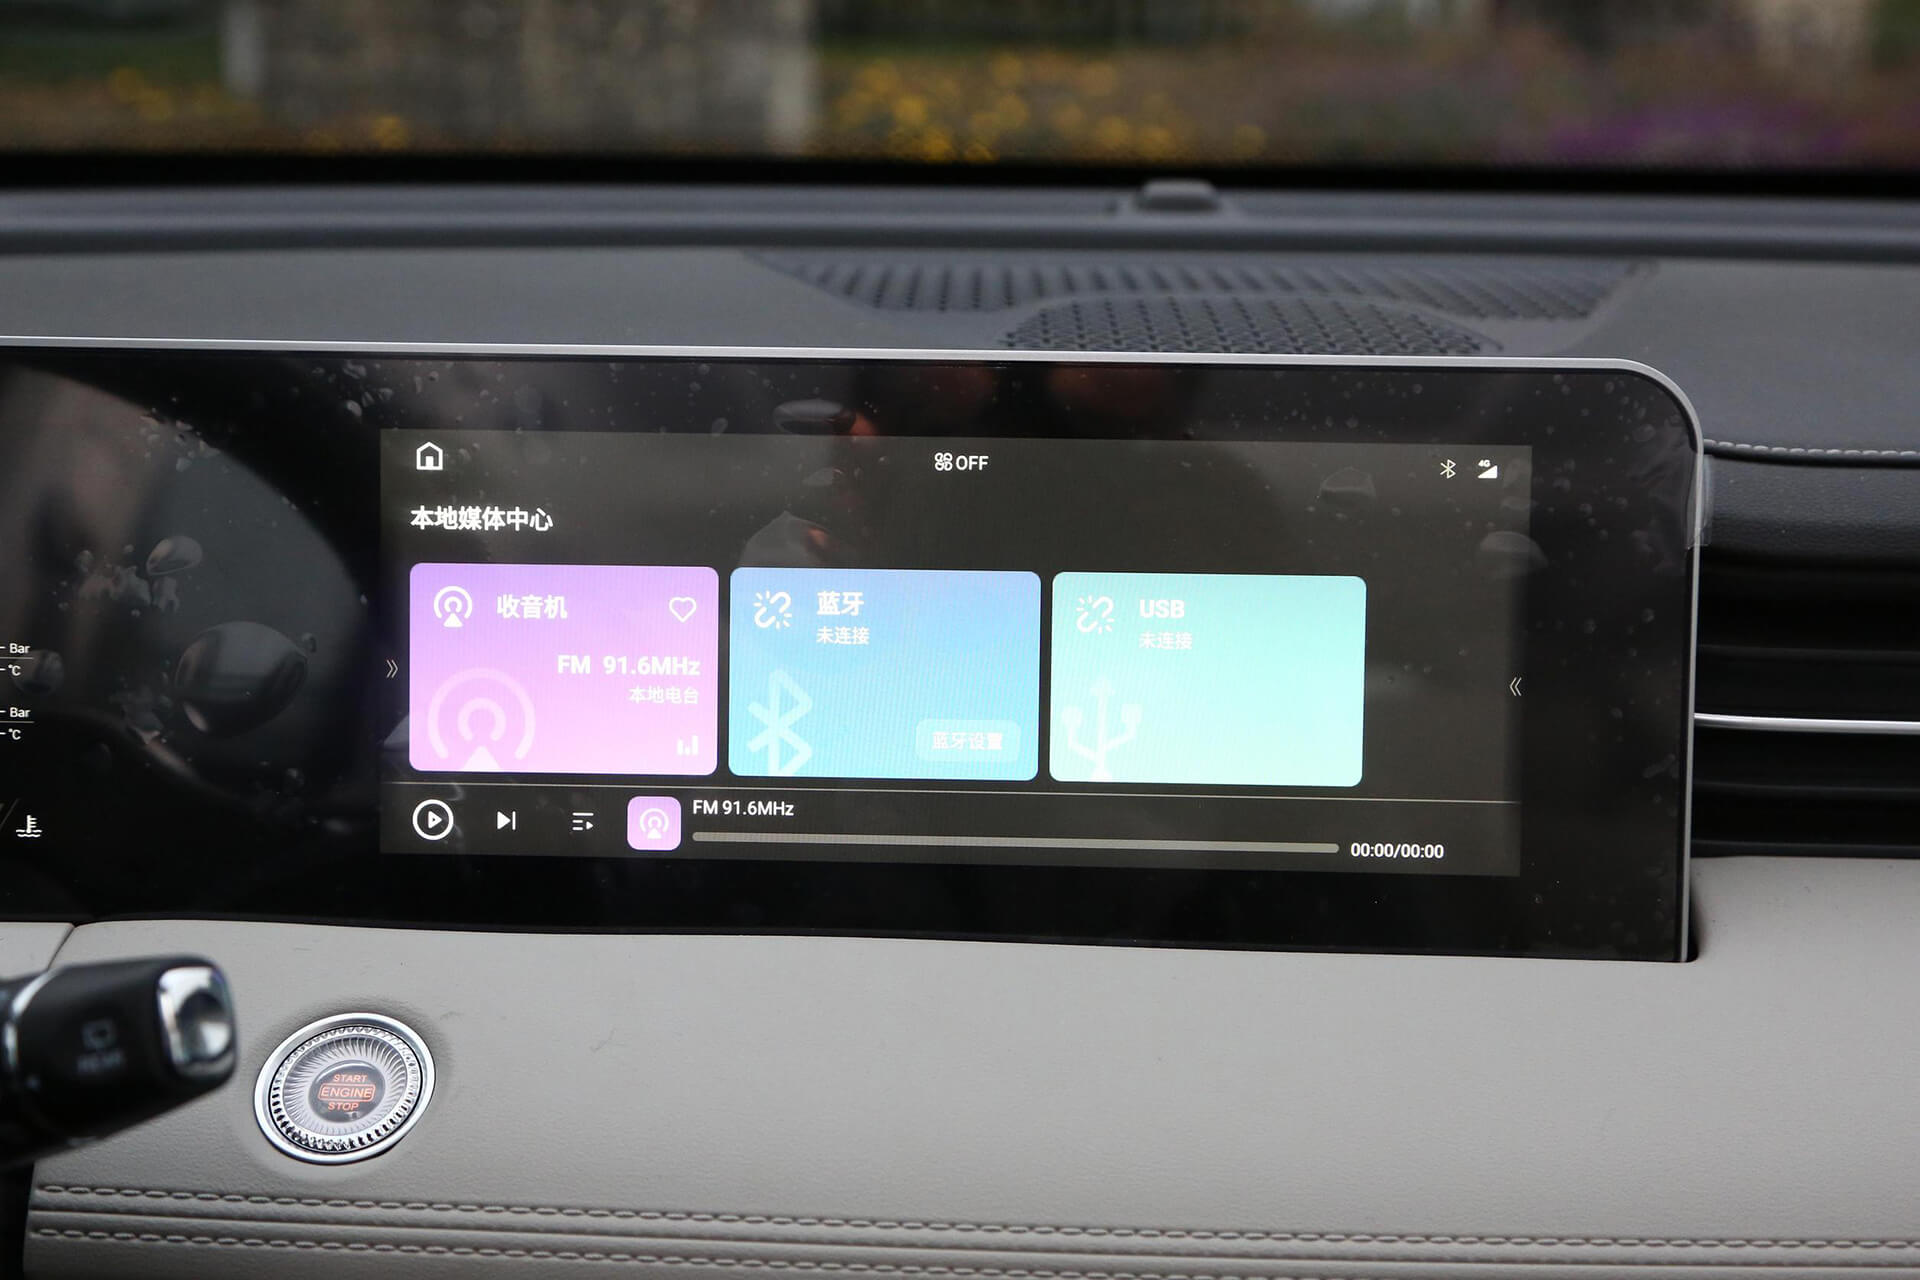 OFF
4G
本地媒体中心
收音机
FM 91.6MHz
本地电台
蓝牙
未连接
蓝牙设置
USB
未连接
FM 91.6MHz
00:00/00:00
- Bar
- °C
- Bar
- °C
START
ENGINE
STOP